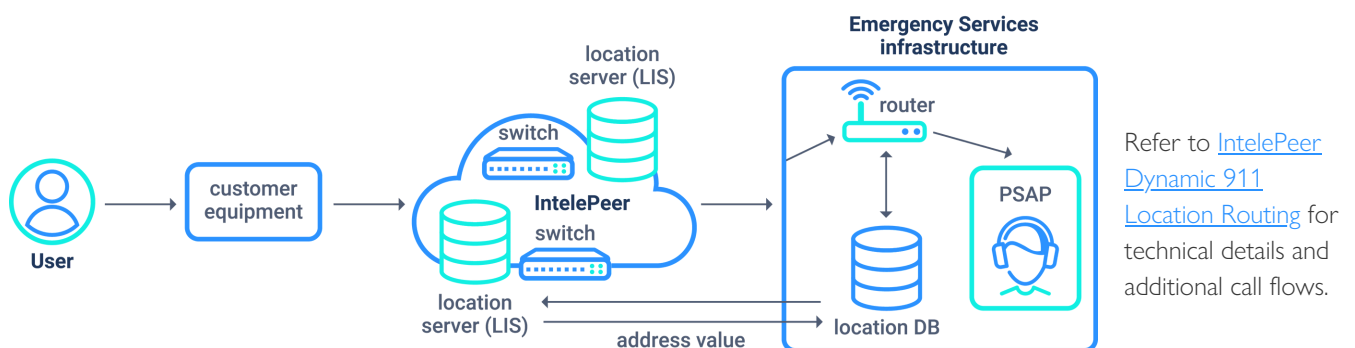 Emergency Services
infrastructure
location
server (LIS)
router
switch
customer
equipment
PSAP
IntelePeer
switch
User
location
server (LIS)
location DB
address value
Refer to IntelePeer
Dynamic 911
Location Routing for
technical details and
additional call flows.